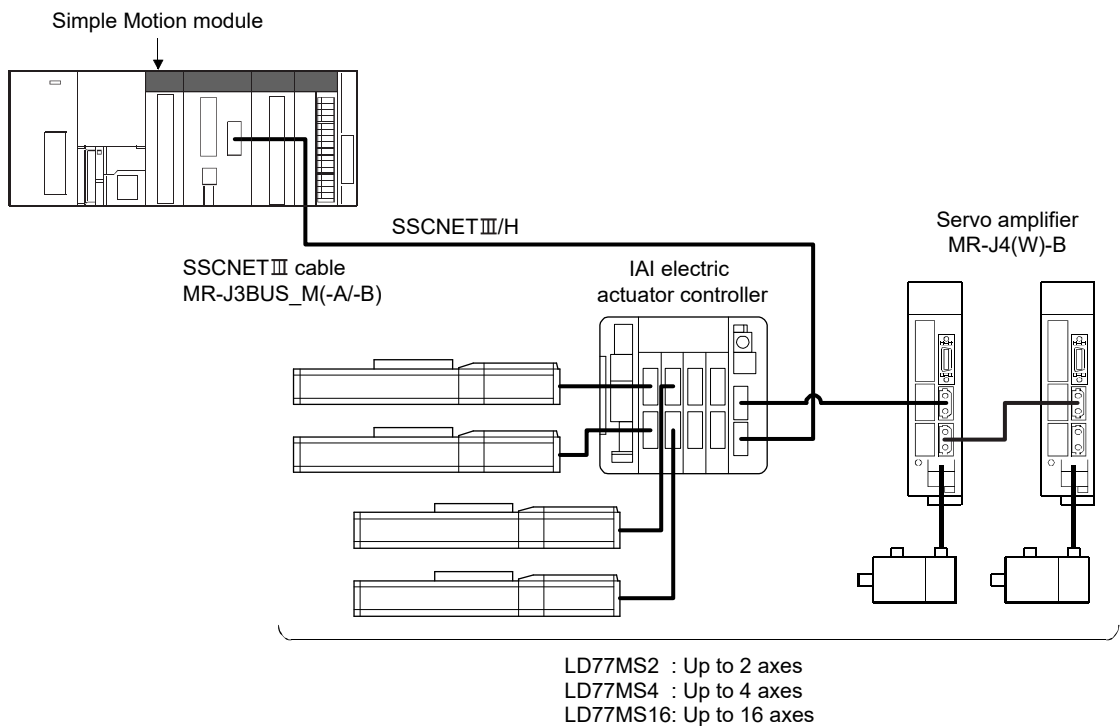 Simple Motion module
SSCNETⅢ/H
SSCNETⅢ cable
MR-J3BUS_M(-A/-B)
IAI electric
actuator controller
Servo amplifier
MR-J4(W)-B
LD77MS2 : Up to 2 axes
LD77MS4 : Up to 4 axes
LD77MS16: Up to 16 axes